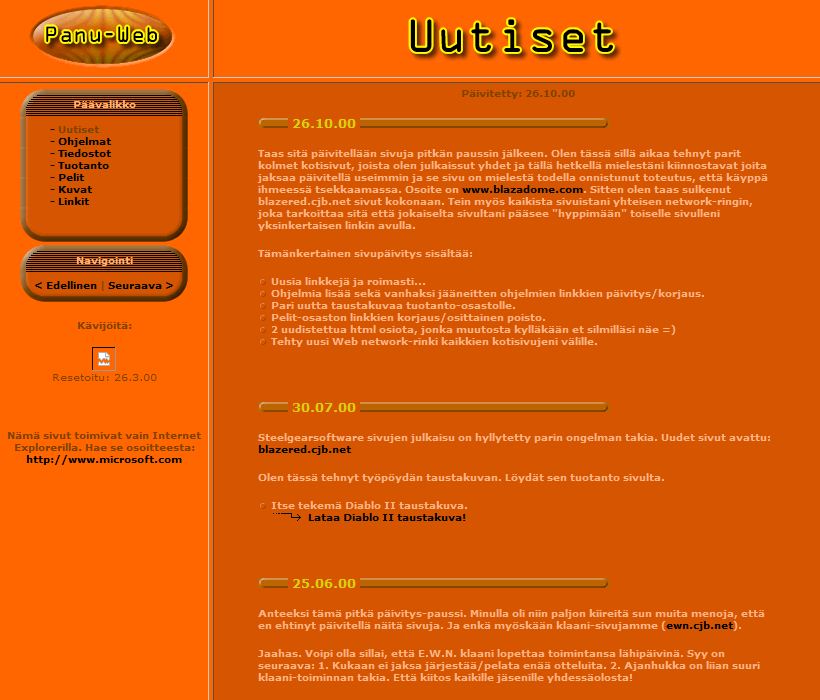 Panu-Web
Uutiset
Päävalikko
- Uutiset
- Ohjelmat
- Tiedostot
- Tuotanto
- Pelit
- Kuvat
- Linkit
Navigointi
< Edellinen | Seuraava >
Kävijöitä:
Resetoitu: 26.3.00
Nämä sivut toimivat vain Internet
Explorerilla. Hae se osoitteesta:
http://www.microsoft.com
Päivitetty: 26.10.00
26.10.00
Taas sitä päivitellään sivuja pitkän paussin jälkeen. Olen tässä sillä aikaa tehnyt parit
kolmet kotisivut, joista olen julkaissut yhdet ja tällä hetkellä mielestäni kiinnostavat joita
jaksaa päivitellä useimmin ja se sivu on mielestä todella onnistunut toteutus, että käyppä
ihmeessä tsekkaamassa. Osoite on www.blazadome.com. Sitten olen taas sulkenut
blazered.cjb.net sivut kokonaan. Tein myös kaikista sivuistani yhteisen network-ringin,
joka tarkoittaa sitä että jokaiselta sivultani pääsee "hyppimään" toiselle sivulleni
yksinkertaisen linkin avulla.
Tämänkertainen sivupäivitys sisältää:
Uusia linkkejä ja roimasti...
Ohjelmia lisää sekä vanhaksi jääneitten ohjelmien linkkien päivitys/korjaus.
Pari uutta taustakuvaa tuotanto-osastolle.
Pelit-osaston linkkien korjaus/osittainen poisto.
2 uudistettua html osiota, jonka muutosta kylläkään et silmilläsi näe =)
Tehty uusi Web network-rinki kaikkien kotisivujeni välille.
30.07.00
Steelgearsoftware sivujen julkaisu on hyllytetty parin ongelman takia. Uudet sivut avattu:
blazered.cjb.net
Olen tässä tehnyt työpöydän taustakuvan. Löydät sen tuotanto sivulta.
Itse tekemä Diablo II taustakuva.
Lataa Diablo II taustakuva!
25.06.00
Anteeksi tämä pitkä päivitys-paussi. Minulla oli niin paljon kiireitä sun muita menoja, että
en ehtinyt päivitellä näitä sivuja. Ja enkä myöskään klaani-sivujamme (ewn.cjb.net).
Jaahas. Voipi olla sillai, että E.W.N. klaani lopettaa toimintansa lähipäivinä. Syy on
seuraava: 1. Kukaan ei jaksa järjestää/pelata enää otteluita. 2. Ajanhukka on liian suuri
klaani-toiminnan takia. Että kiitos kaikille jäsenille yhdessäolosta!